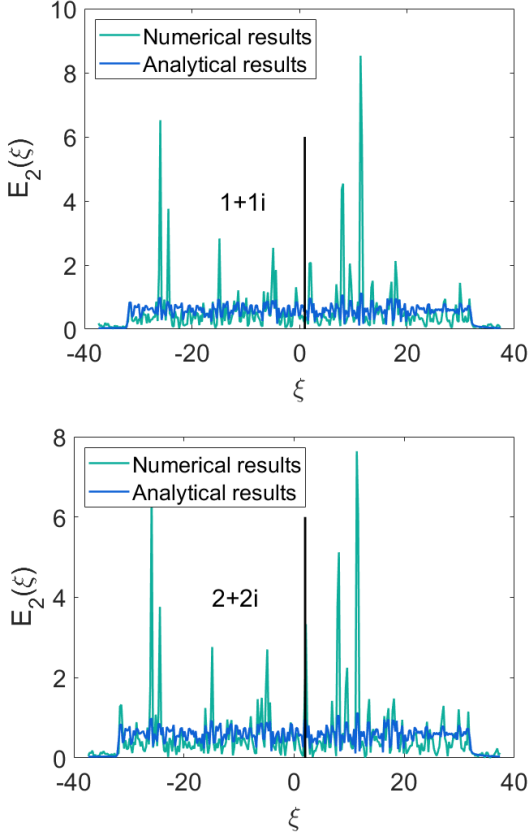 10
8
6
4
2
0
E₂(ξ)
Numerical results
Analytical results
1+1i
-40 -20 0 20 40
ξ
8
6
4
2
0
E₂(ξ)
Numerical results
Analytical results
2+2i
-40 -20 0 20 40
ξ